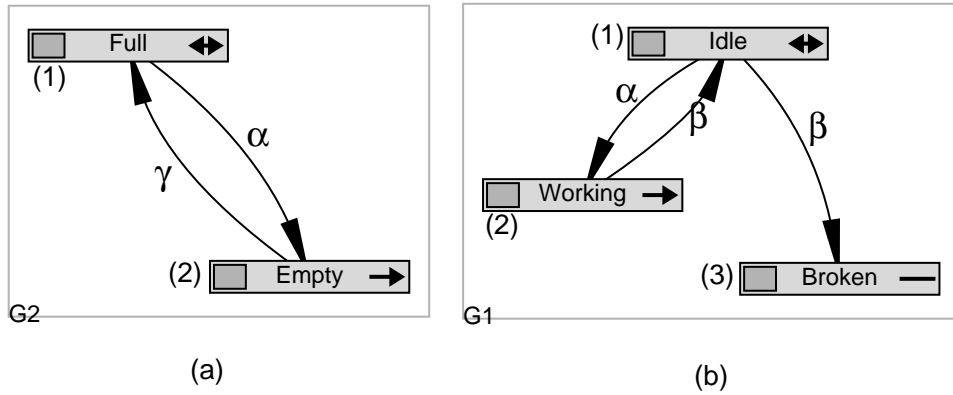 Full
(1)
α
γ
(2)
Empty
G2
(a)
(1)
Idle
α
β
β
Working
(2)
(3)
Broken
G1
(b)